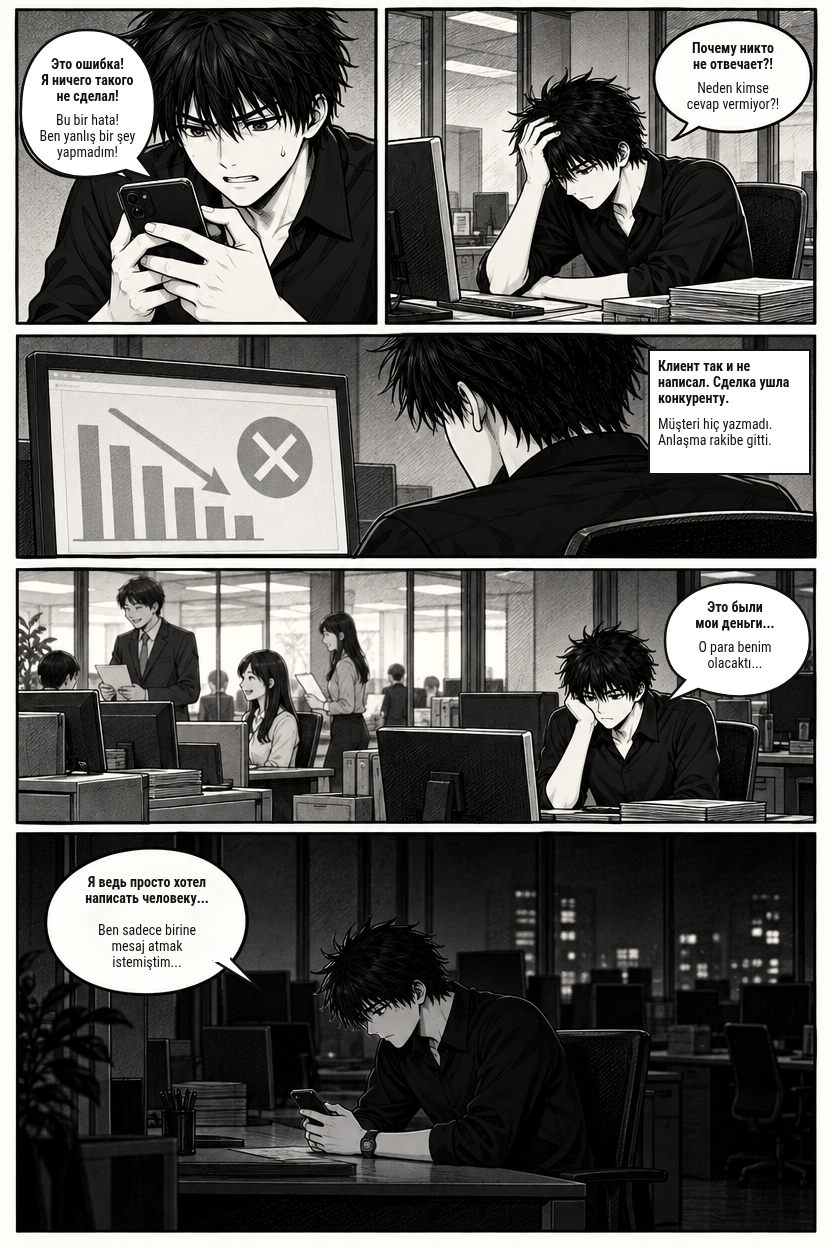 Это ошибка!
Я ничего такого
не сделал!
Bu bir hata!
Ben yanlış bir şey
yapmadım!
Почему никто
не отвечает?!
Neden kimse
cevap vermiyor?!
Клиент так и не
написал. Сделка ушла
конкуренту.
Müşteri hiç yazmadı.
Anlaşma rakibe gitti.
Это были
мои деньги...
O para benim
olacaktı...
Я ведь просто хотел
написать человеку...
Ben sadece birine
mesaj atmak
istemiştim...